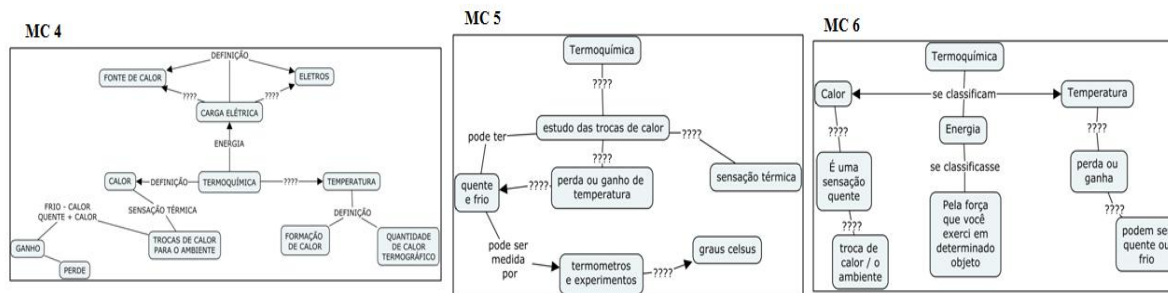 MC 4
DEFINIÇÃO
FONTE DE CALOR
ELETROS
????
????
CARGA ELÉTRICA
ENERGIA
CALOR
DEFINIÇÃO
TERMOQUÍMICA
????
TEMPERATURA
SENSAÇÃO TÉRMICA
DEFINIÇÃO
FRIO - CALOR
QUENTE + CALOR
GANHO
PERDE
TROCAS DE CALOR
PARA O AMBIENTE
FORMAÇÃO
DE CALOR
QUANTIDADE
DE CALOR
TERMOGRÁFICO
MC 5
Termoquímica
????
estudo das trocas de calor
pode ter
????
????
quente
e frio
????
perda ou ganho de
temperatura
sensação térmica
pode ser
medida
por
termometros
e experimentos
????
graus celsus
MC 6
Termoquímica
Calor
se classificam
Temperatura
????
Energia
????
É uma
sensação
quente
se classificasse
perda ou
ganha
????
????
troca de
calor / o
ambiente
Pela força
que você
exerci em
determinado
objeto
podem ser
quente ou
frio